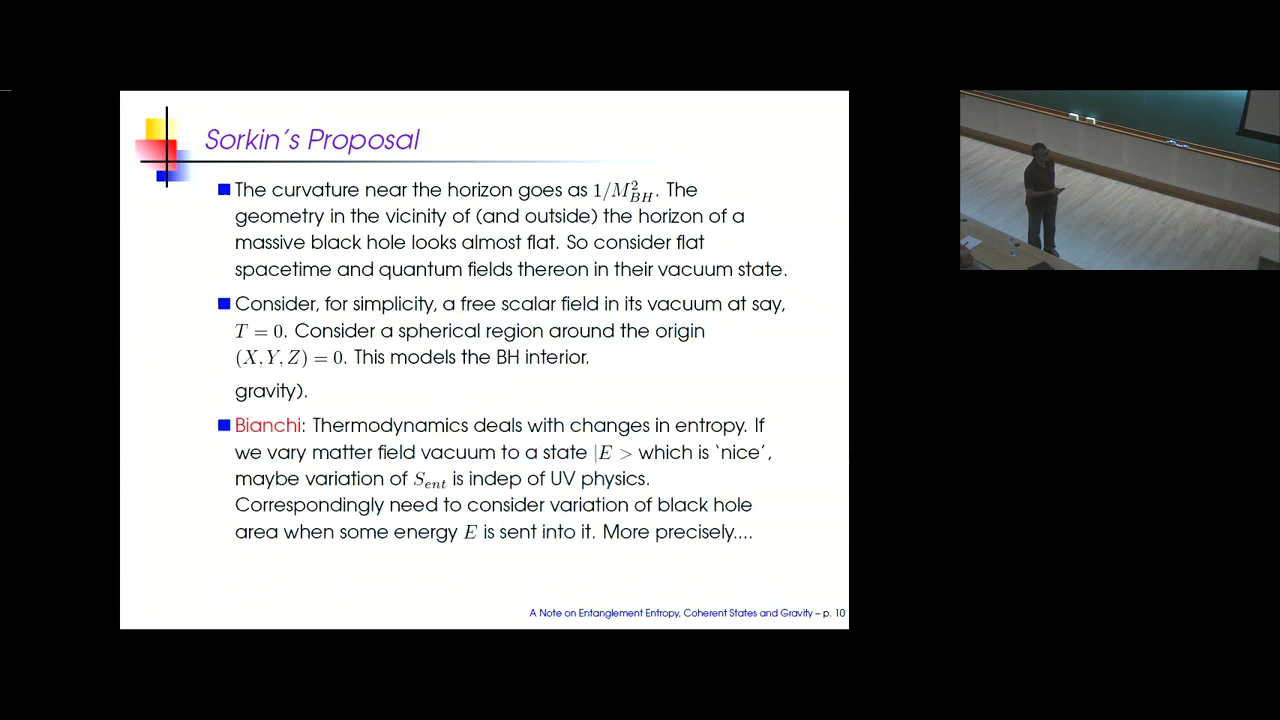 Sorkin´s Proposal
The curvature near the horizon goes as 1/M²_BH. The
geometry in the vicinity of (and outside) the horizon of a
massive black hole looks almost flat. So consider flat
spacetime and quantum fields thereon in their vacuum state.
Consider, for simplicity, a free scalar field in its vacuum at say,
T = 0. Consider a spherical region around the origin
(X, Y, Z) = 0. This models the BH interior.
gravity).
Bianchi: Thermodynamics deals with changes in entropy. If
we vary matter field vacuum to a state |E > which is `nice´,
maybe variation of S_ent is indep of UV physics.
Correspondingly need to consider variation of black hole
area when some energy E is sent into it. More precisely....
A Note on Entanglement Entropy, Coherent States and Gravity – p. 10